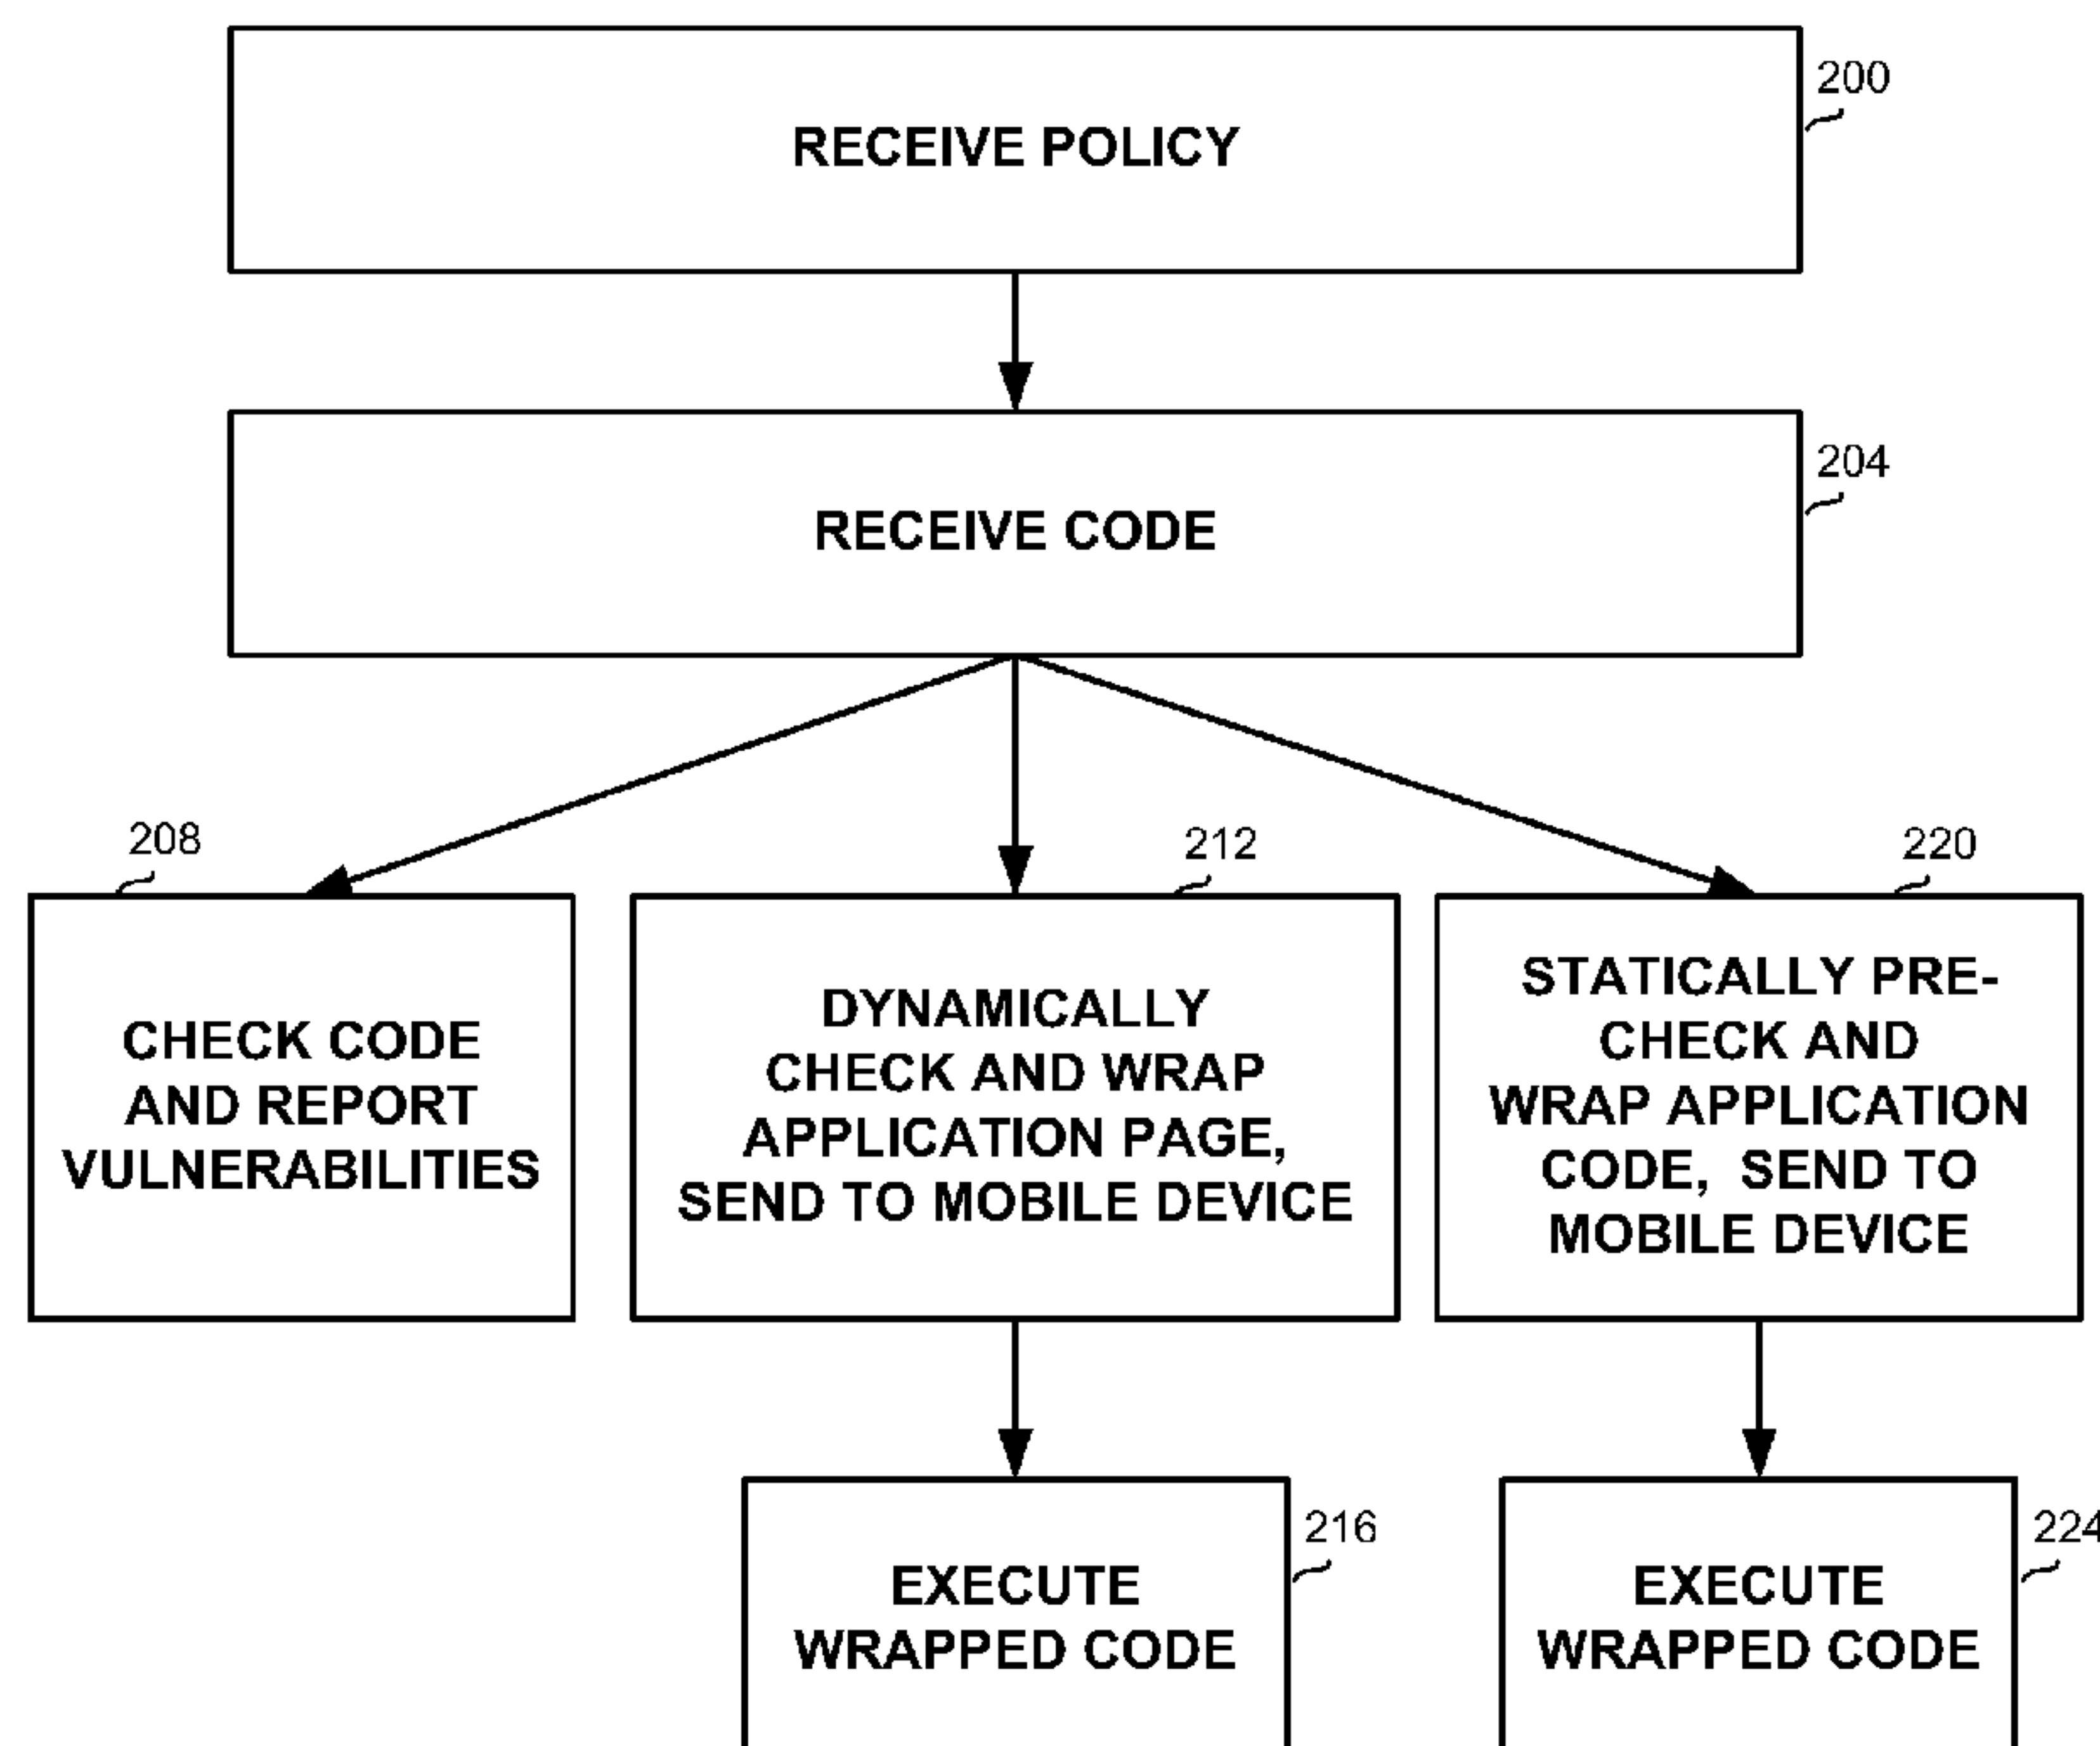 200
RECEIVE POLICY
204
RECEIVE CODE
208
CHECK CODE
AND REPORT
VULNERABILITIES
212
DYNAMICALLY
CHECK AND WRAP
APPLICATION PAGE,
SEND TO MOBILE DEVICE
220
STATICALLY PRE-
CHECK AND
WRAP APPLICATION
CODE, SEND TO
MOBILE DEVICE
216
EXECUTE
WRAPPED CODE
224
EXECUTE
WRAPPED CODE